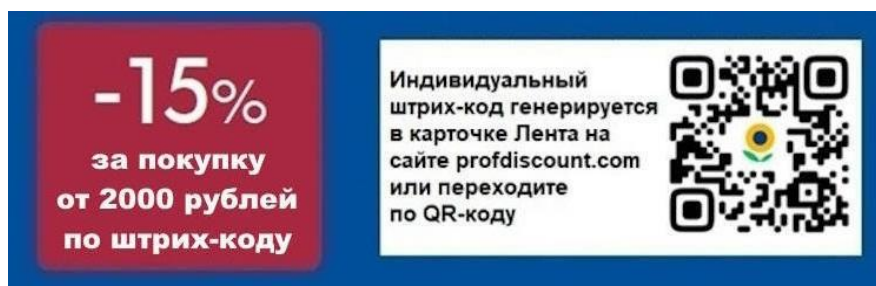 -15%
за покупку
от 2000 рублей
по штрих-коду
Индивидуальный
штрих-код генерируется
в карточке Лента на
сайте profdiscount.com
или переходите
по QR-коду